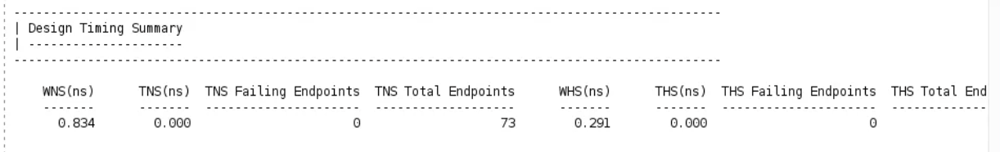 ------------------------------------------------------------------------------------------------
| Design Timing Summary
| ---------------------
------------------------------------------------------------------------------------------------
WNS(ns) TNS(ns) TNS Failing Endpoints TNS Total Endpoints WHS(ns) THS(ns) THS Failing Endpoints THS Total End
------- ------- --------------------- ------------------- ------- ------- --------------------- -------------
0.834 0.000 0 73 0.291 0.000 0